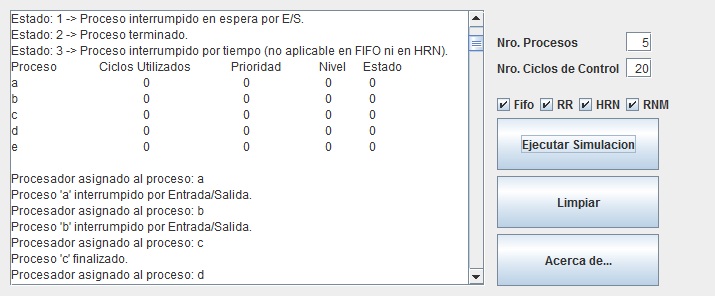 Estado: 1 -> Proceso interrumpido en espera por E/S.
Estado: 2 -> Proceso terminado.
Estado: 3 -> Proceso interrumpido por tiempo (no aplicable en FIFO ni en HRN).
Proceso Ciclos Utilizados Prioridad Nivel Estado
a 0 0 0 0
b 0 0 0 0
c 0 0 0 0
d 0 0 0 0
e 0 0 0 0
Procesador asignado al proceso: a
Proceso 'a' interrumpido por Entrada/Salida.
Procesador asignado al proceso: b
Proceso 'b' interrumpido por Entrada/Salida.
Procesador asignado al proceso: c
Proceso 'c' finalizado.
Procesador asignado al proceso: d
Nro. Procesos 5
Nro. Ciclos de Control 20
Fifo RR HRN RNM
Ejecutar Simulacion
Limpiar
Acerca de...